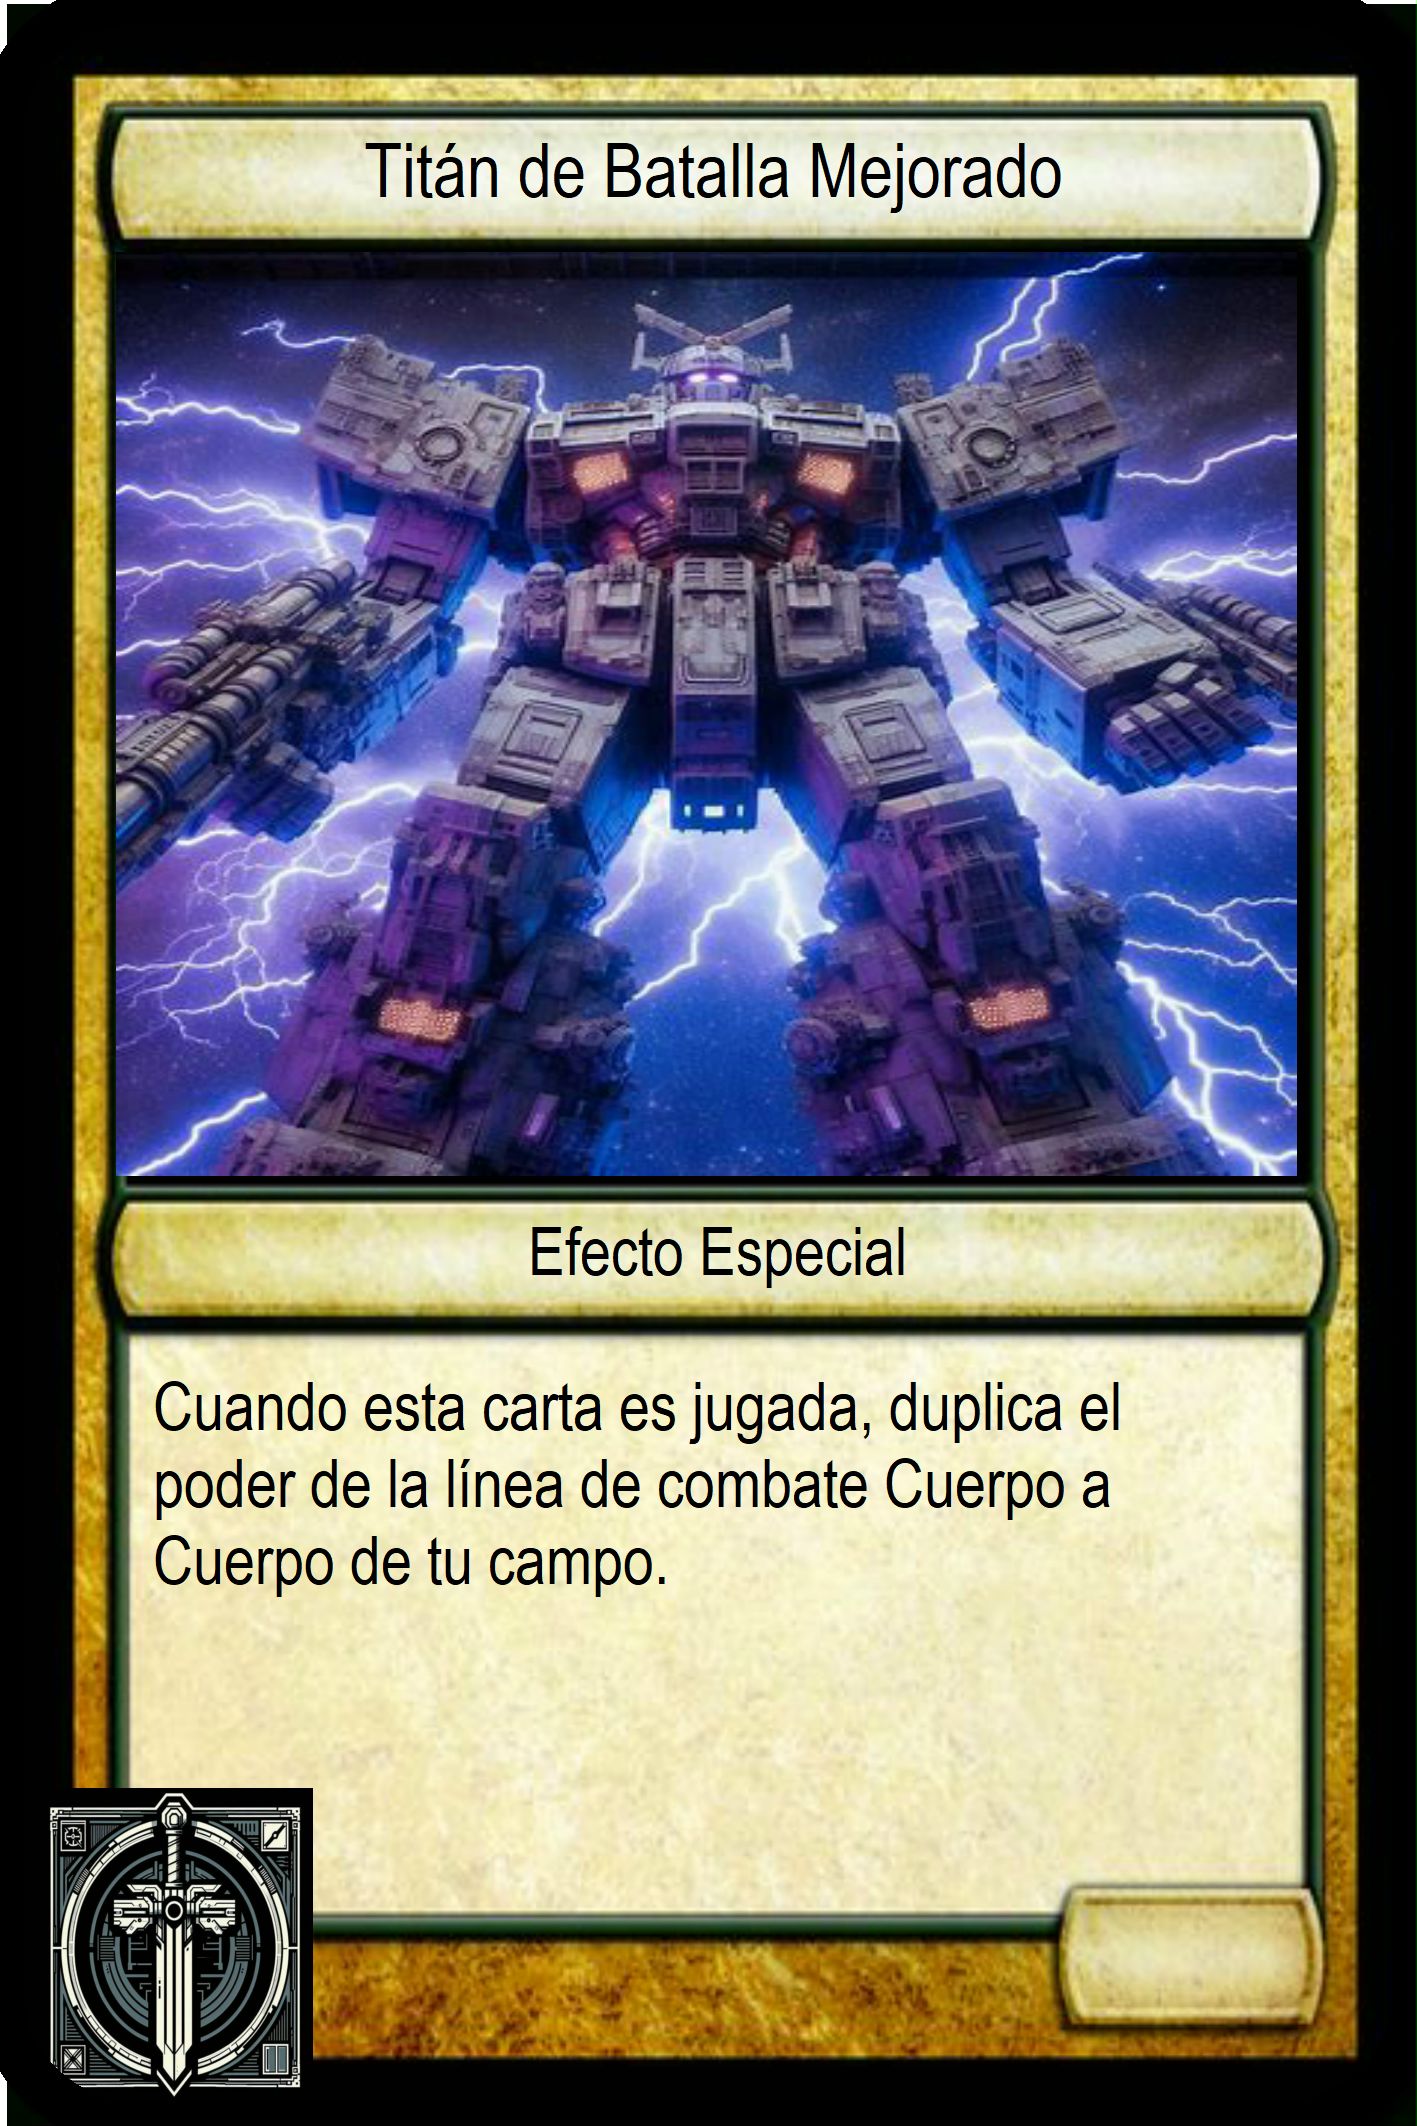 Titán de Batalla Mejorado
Efecto Especial
Cuando esta carta es jugada, duplica el
poder de la línea de combate Cuerpo a
Cuerpo de tu campo.